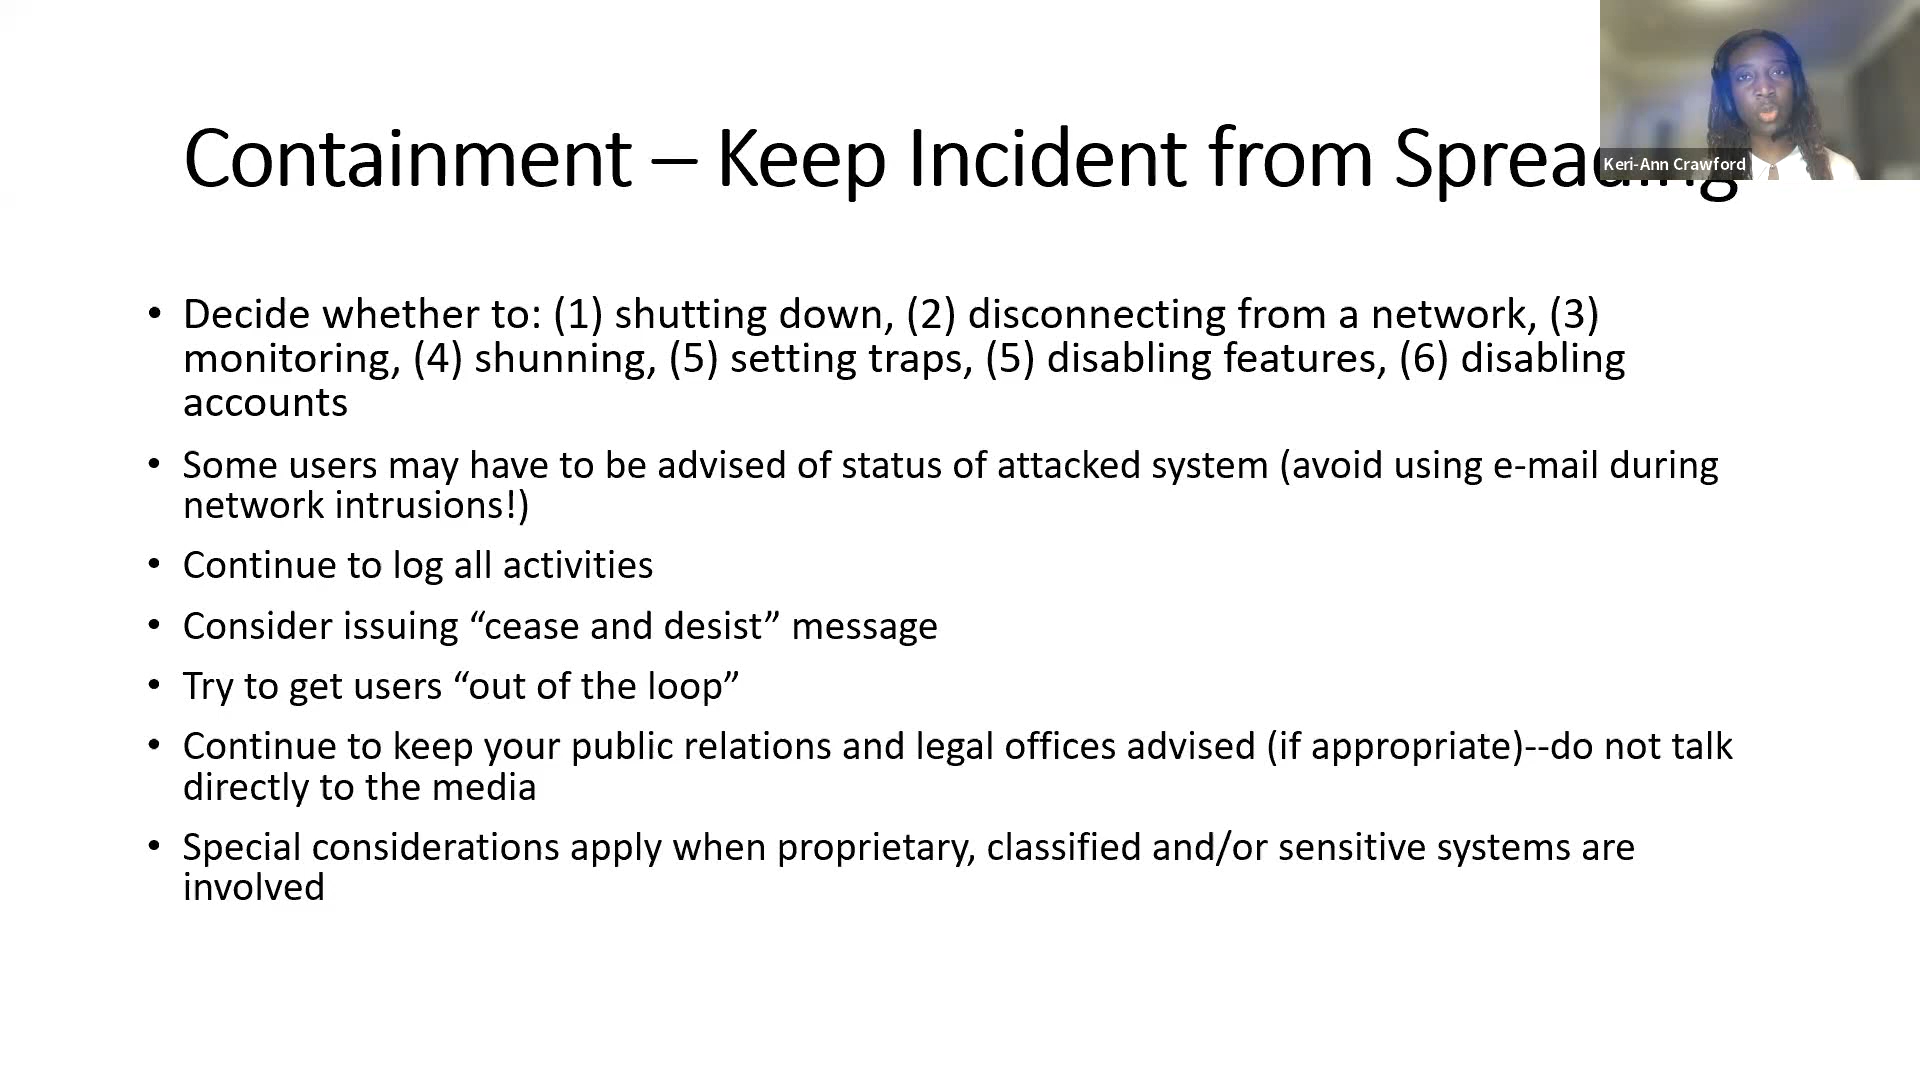 Containment – Keep Incident from Spreading
Keri-Ann Crawford
• Decide whether to: (1) shutting down, (2) disconnecting from a network, (3)
monitoring, (4) shunning, (5) setting traps, (5) disabling features, (6) disabling
accounts
• Some users may have to be advised of status of attacked system (avoid using e-mail during
network intrusions!)
• Continue to log all activities
• Consider issuing “cease and desist” message
• Try to get users “out of the loop”
• Continue to keep your public relations and legal offices advised (if appropriate)--do not talk
directly to the media
• Special considerations apply when proprietary, classified and/or sensitive systems are
involved